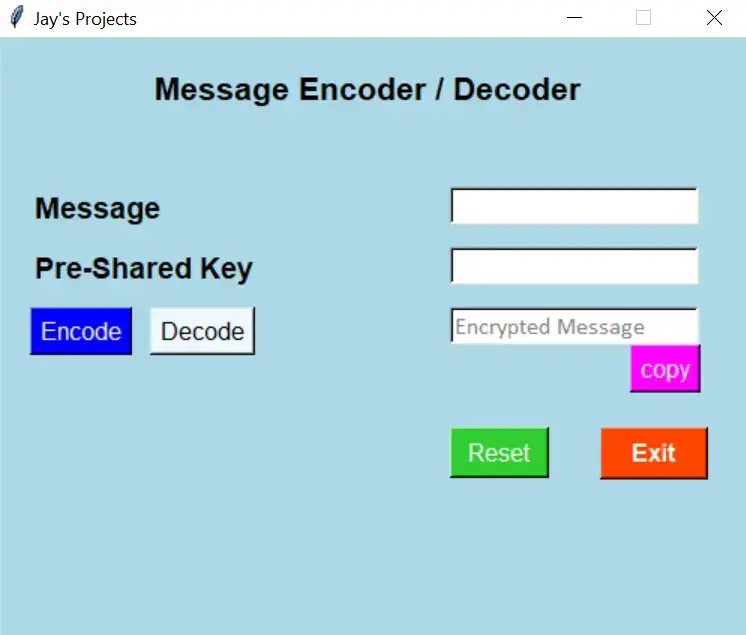 Jay's Projects
Message Encoder / Decoder
Message
Pre-Shared Key
Encode Decode Encrypted Message
copy
Reset Exit